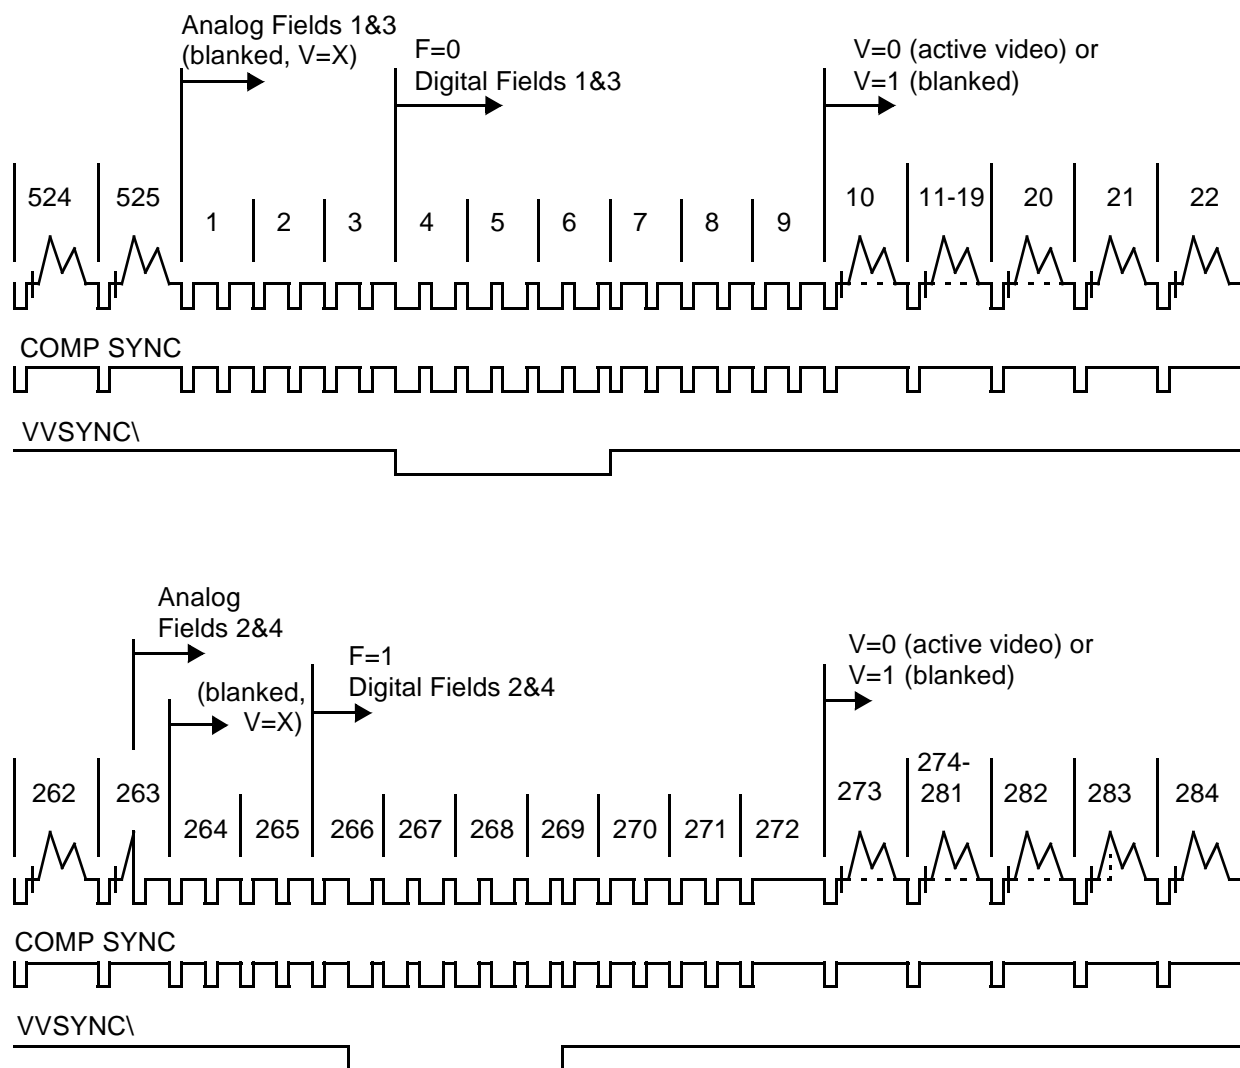 Analog Fields 1&3
(blanked, V=X)
F=0
Digital Fields 1&3
V=0 (active video) or
V=1 (blanked)
524 525 1 2 3 4 5 6 7 8 9 10 11-19 20 21 22
COMP SYNC
VVSYNC\
Analog
Fields 2&4
(blanked,
V=X)
F=1
Digital Fields 2&4
V=0 (active video) or
V=1 (blanked)
262 263 264 265 266 267 268 269 270 271 272 273 274-
281 282 283 284
COMP SYNC
VVSYNC\